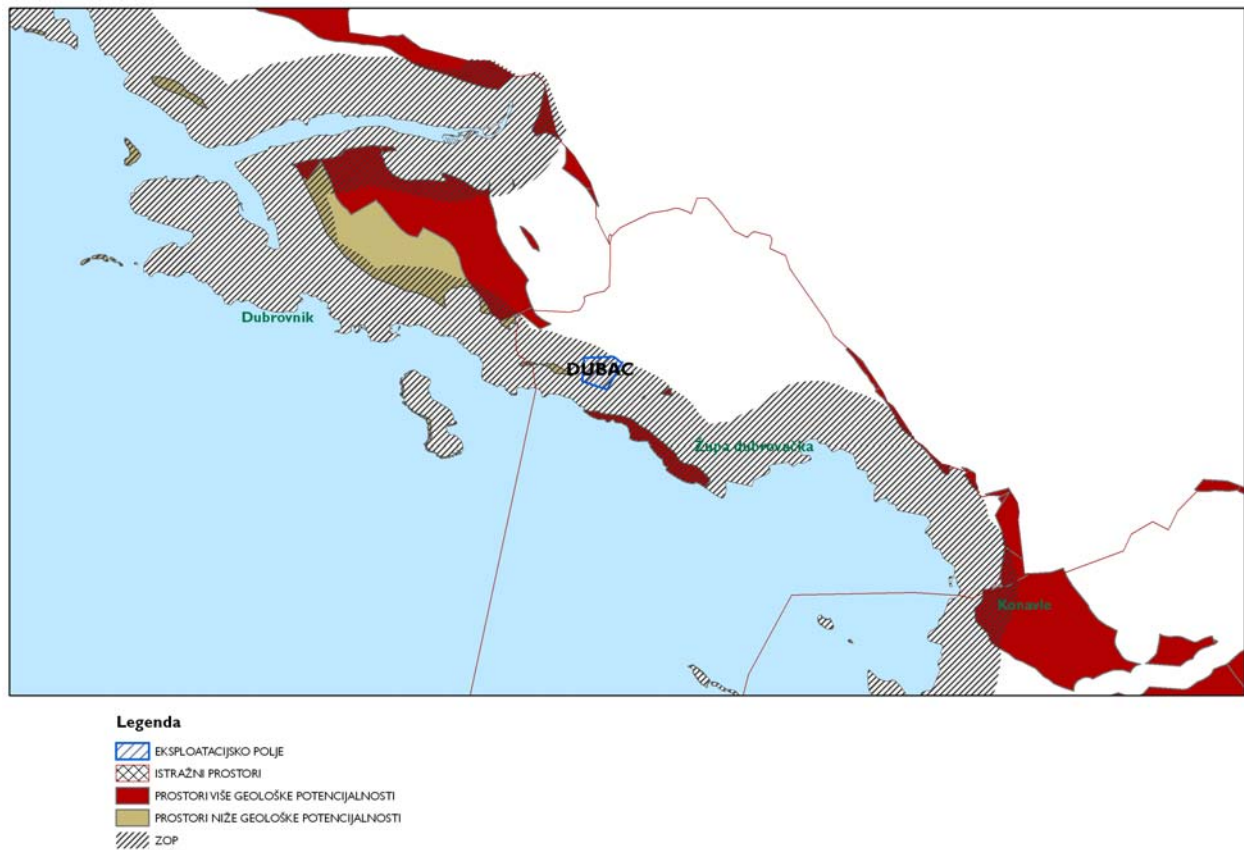 Dubrovnik
DUBAC
Župa dubrovačka
Konavle
Legenda
EKSPLOATACIJSKO POLJE
ISTRAŽNI PROSTORI
PROSTORI VIŠE GEOLOŠKE POTENCIJALNOSTI
PROSTORI NIŽE GEOLOŠKE POTENCIJALNOSTI
ZOP